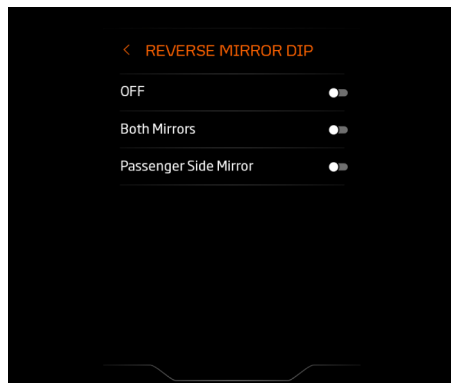 REVERSE MIRROR DIP
OFF
Both Mirrors
Passenger Side Mirror